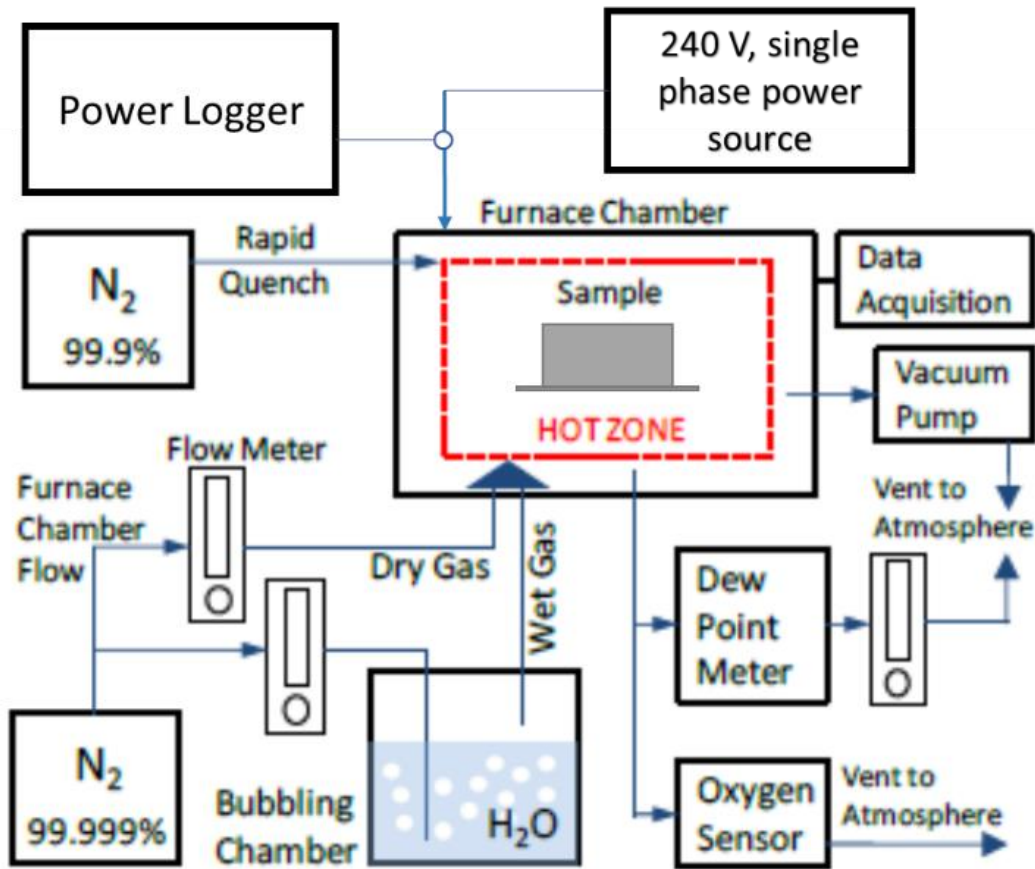 Power Logger
240 V, single
phase power
source
Furnace Chamber
N₂
99.9%
Rapid
Quench
Sample
HOT ZONE
Data
Acquisition
Vacuum
Pump
Vent to
Atmosphere
Flow Meter
Furnace
Chamber
Flow
Dry Gas
Wet Gas
Dew
Point
Meter
N₂
99.999%
Bubbling
Chamber
H₂O
Oxygen
Sensor
Vent to
Atmosphere